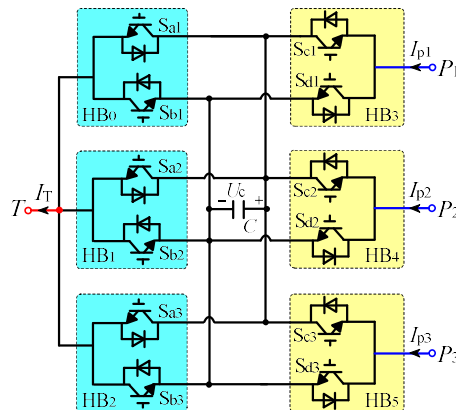 Sa1
Sc1
Ip1
P1
Sb1
Sd1
HB0
HB3
Sa2
Sc2
IT
T
- Uc +
C
Ip2
P2
Sb2
Sd2
HB1
HB4
Sa3
Sc3
Ip3
P3
Sb3
Sd3
HB2
HB5